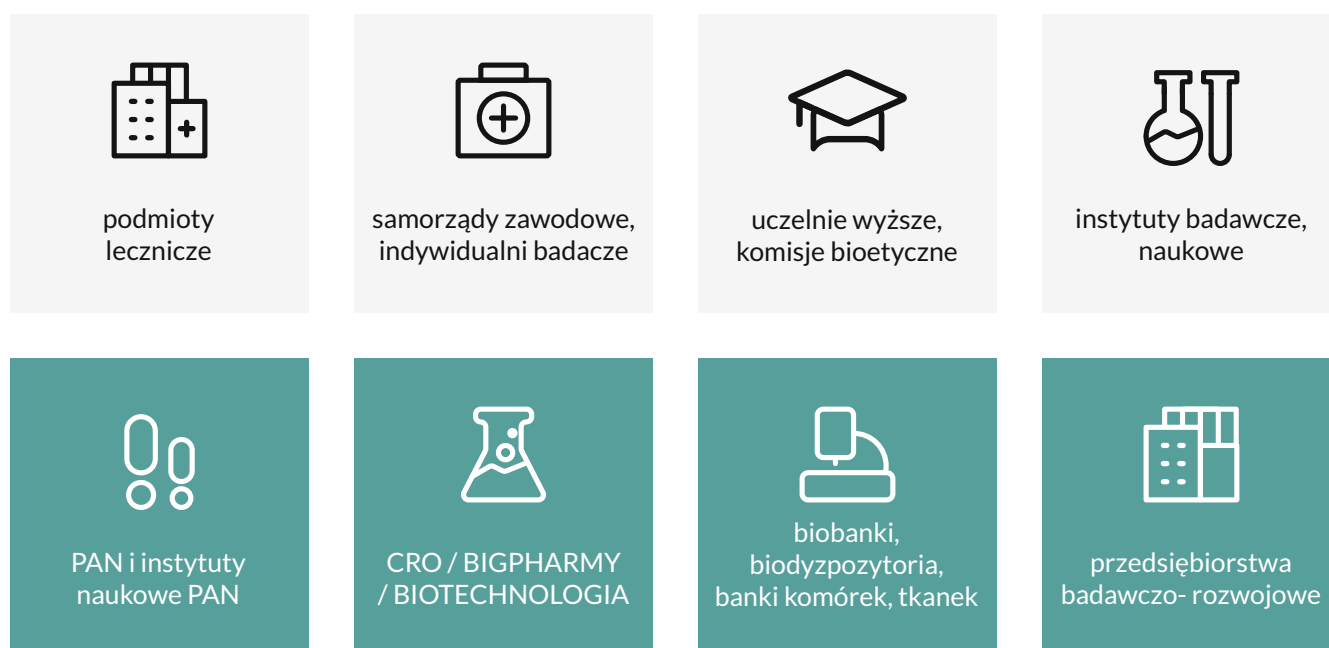 podmioty
lecznicze
samorządy zawodowe,
indywidualni badacze
uczelnie wyższe,
komisje bioetyczne
instytuty badawcze,
naukowe
PAN i instytuty
naukowe PAN
CRO / BIGPHARMY
/ BIOTECHNOLOGIA
biobanki,
biodyzpozytoria,
banki komórek, tkanek
przedsiębiorstwa
badawczo- rozwojowe